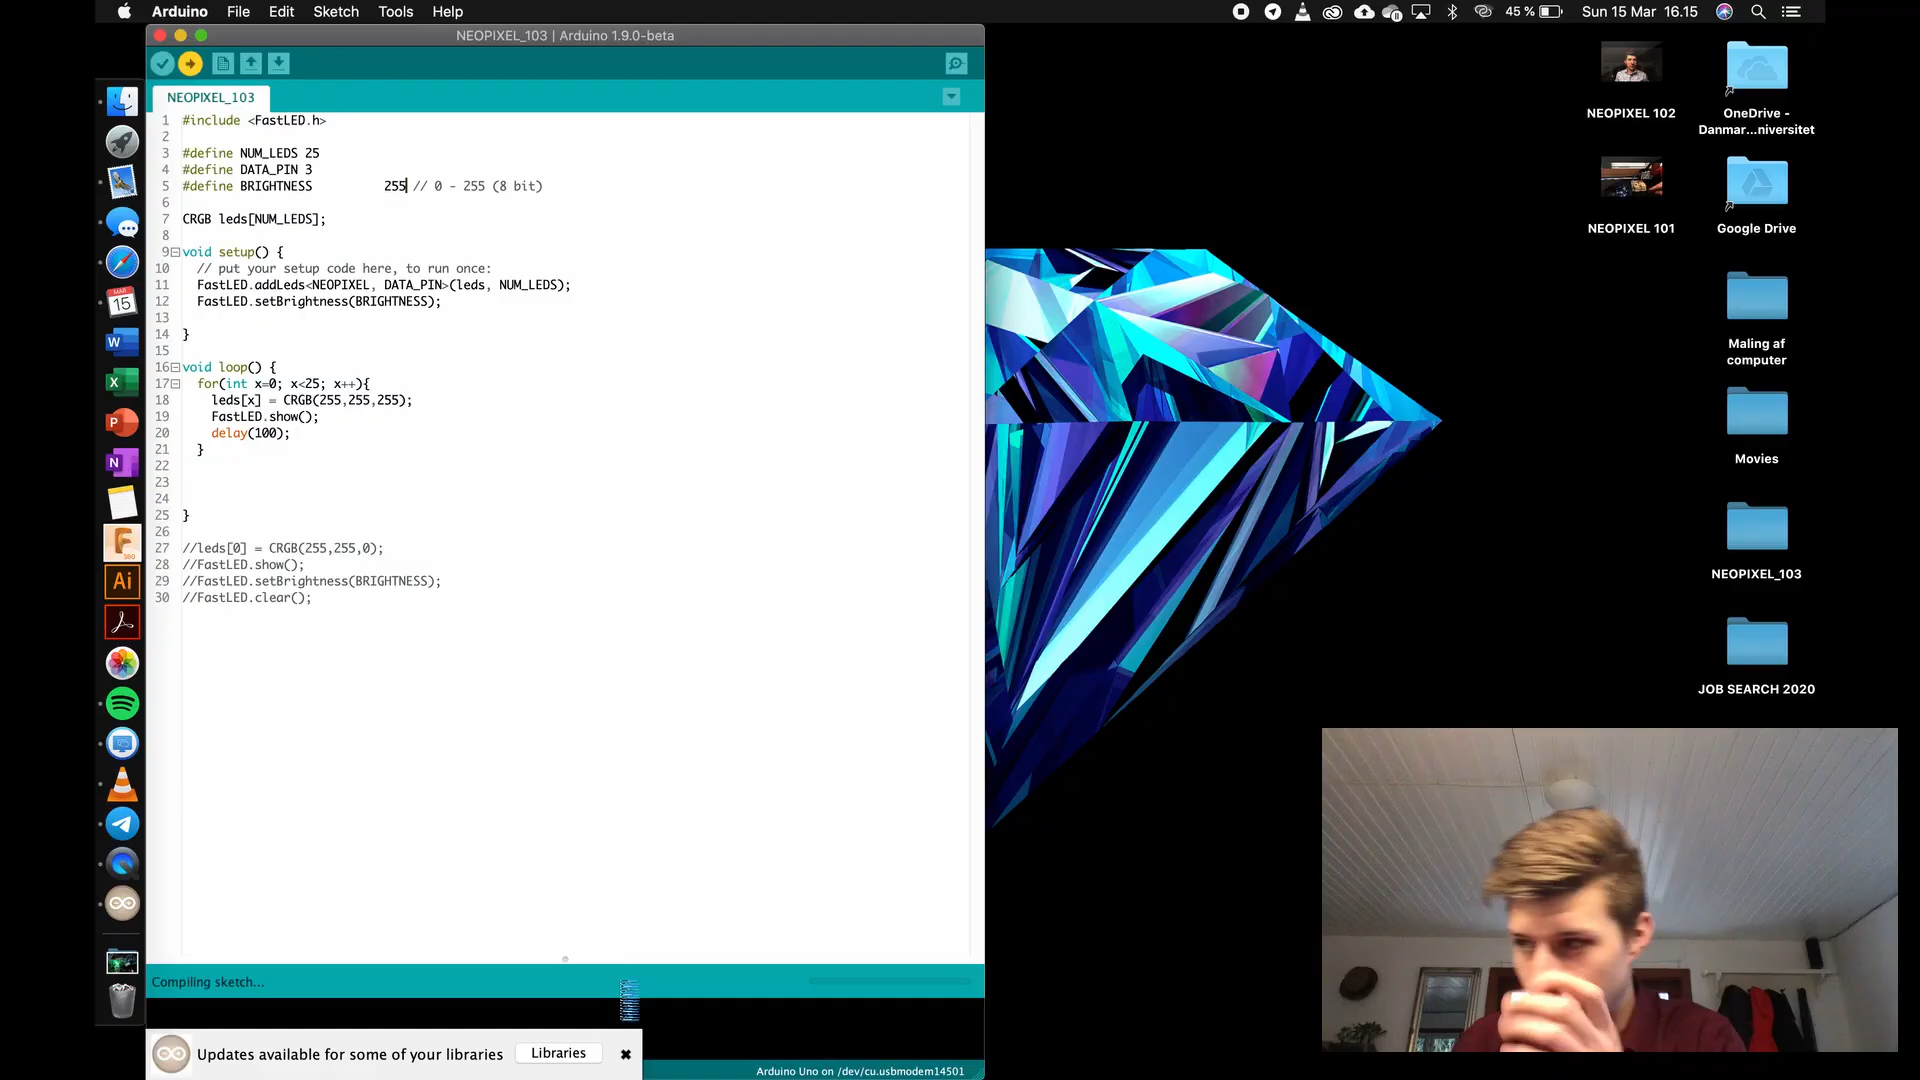 Arduino File Edit Sketch Tools Help
45 % Sun 15 Mar 16.15
NEOPIXEL_103 | Arduino 1.9.0-beta
NEOPIXEL_103
1 #include <FastLED.h>
2
3 #define NUM_LEDS 25
4 #define DATA_PIN 3
5 #define BRIGHTNESS 255 // 0 - 255 (8 bit)
6
7 CRGB leds[NUM_LEDS];
8
9 void setup() {
10 // put your setup code here, to run once:
11 FastLED.addLeds<NEOPIXEL, DATA_PIN>(leds, NUM_LEDS);
12 FastLED.setBrightness(BRIGHTNESS);
13
14 }
15
16 void loop() {
17 for(int x=0; x<25; x++){
18 leds[x] = CRGB(255,255,255);
19 FastLED.show();
20 delay(100);
21 }
22
23
24
25 }
26
27 //leds[0] = CRGB(255,255,0);
28 //FastLED.show();
29 //FastLED.setBrightness(BRIGHTNESS);
30 //FastLED.clear();
Compiling sketch...
Updates available for some of your libraries Libraries
Arduino Uno on /dev/cu.usbmodem14501
MAR
15
W
X
P
N
F
360
Ai
NEOPIXEL 102
OneDrive -
Danmar...niversitet
NEOPIXEL 101
Google Drive
Maling af
computer
Movies
NEOPIXEL_103
JOB SEARCH 2020